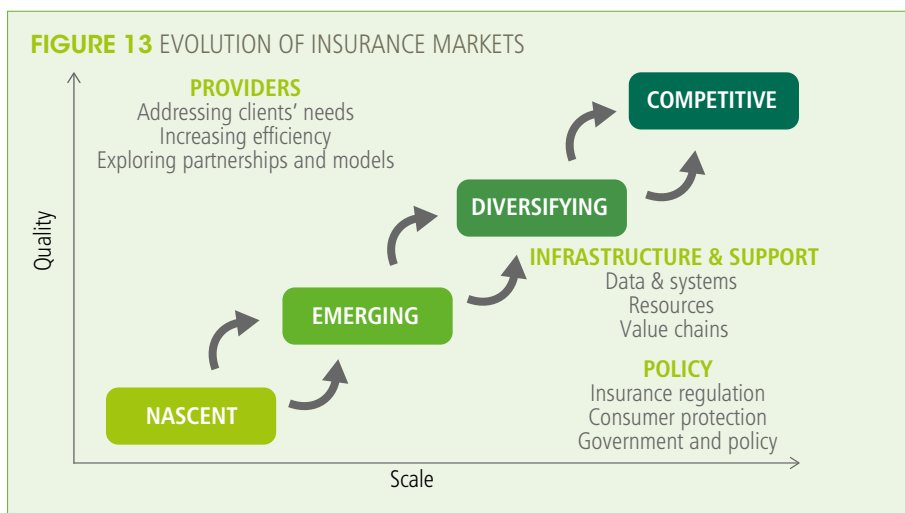 FIGURE 13 EVOLUTION OF INSURANCE MARKETS
PROVIDERS
Addressing clients' needs
Increasing efficiency
Exploring partnerships and models
COMPETITIVE
DIVERSIFYING
Quality
INFRASTRUCTURE & SUPPORT
Data & systems
Resources
Value chains
EMERGING
POLICY
Insurance regulation
Consumer protection
Government and policy
NASCENT
Scale